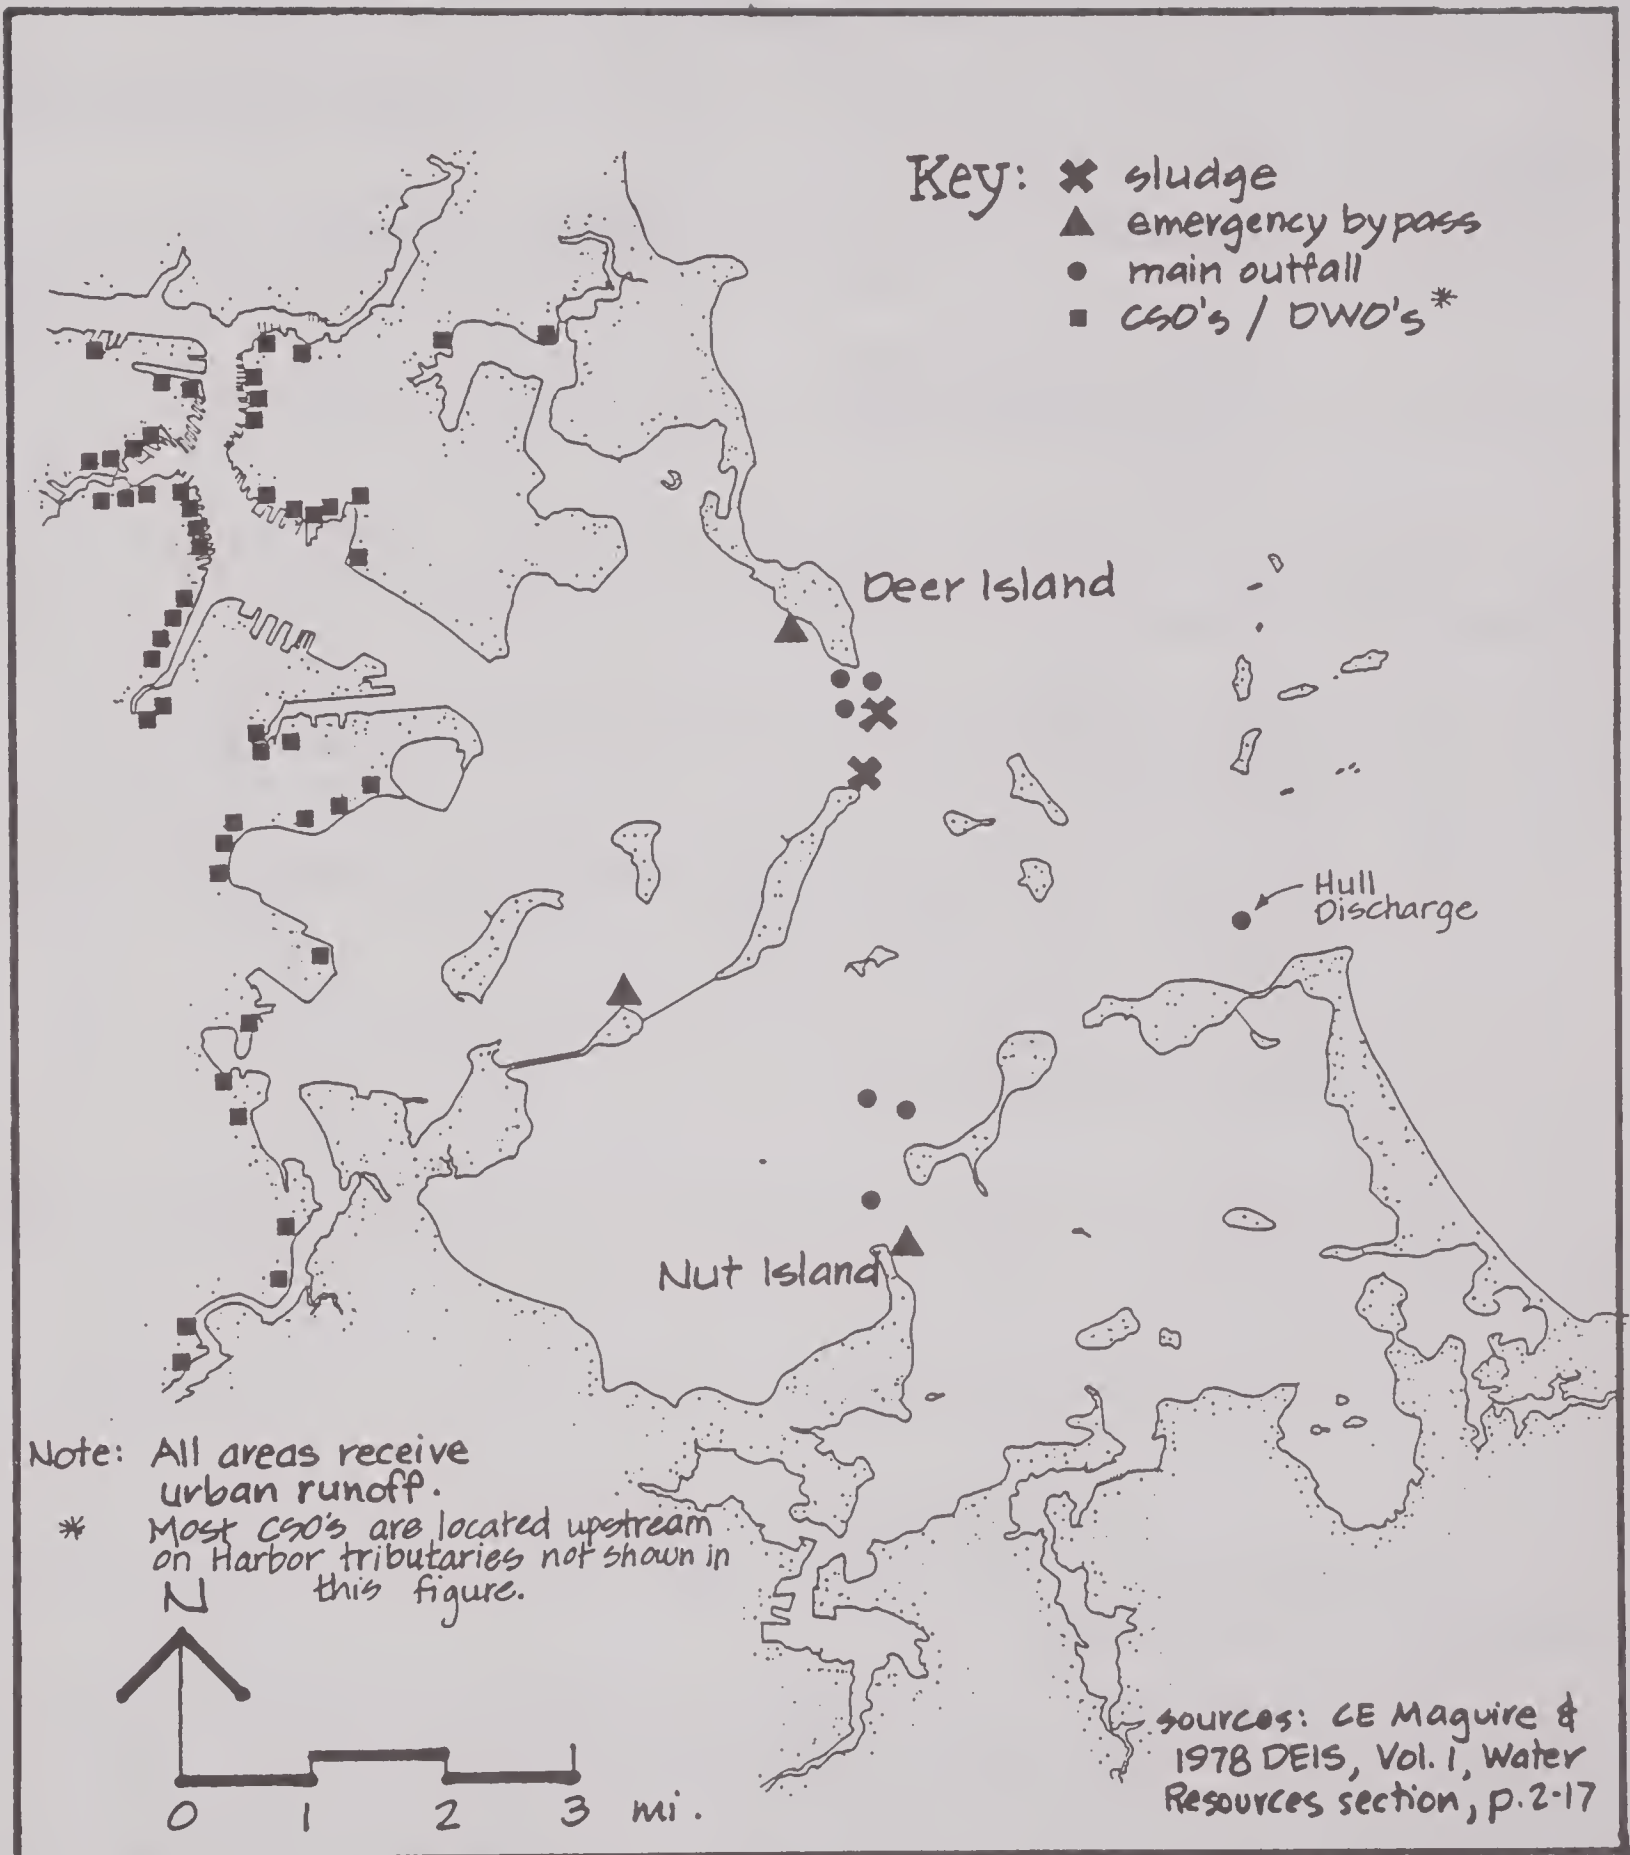 Key: sludge
emergency bypass
main outfall
CSO's / DWO's*
Deer Island
Hull
Discharge
Nut Island
Note: All areas receive
urban runoff.
* Most CSO's are located upstream
on Harbor tributaries not shown in
this figure.
N
0 1 2 3 mi.
sources: CE Maguire &
1978 DEIS, Vol. 1, Water
Resources section, p.2-17